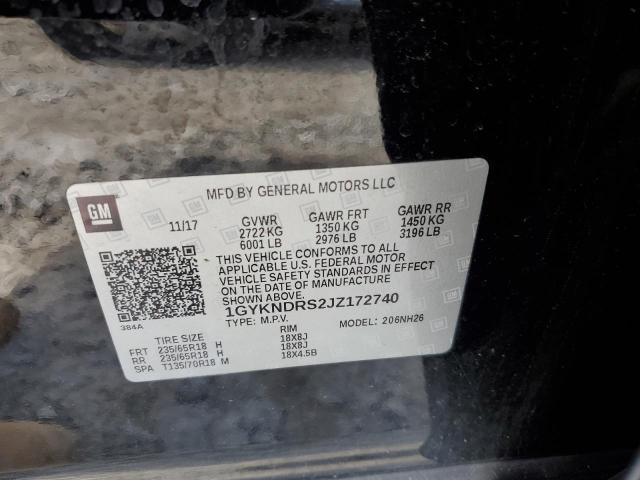 MFD BY GENERAL MOTORS LLC
GM
11/17 GVWR GAWR FRT GAWR RR
2722 KG 1350 KG 1450 KG
6001 LB 2976 LB 3196 LB
THIS VEHICLE CONFORMS TO ALL
APPLICABLE U.S. FEDERAL MOTOR
VEHICLE SAFETY STANDARDS IN EFFECT
ON THE DATE OF MANUFACTURE
SHOWN ABOVE.
1GYKNDRS2JZ172740
TYPE: M.P.V. MODEL: 206NH26
384A
TIRE SIZE RIM
FRT 235/65R18 H 18X8J
RR 235/65R18 H 18X8J
SPA T135/70R18 M 18X4.5B